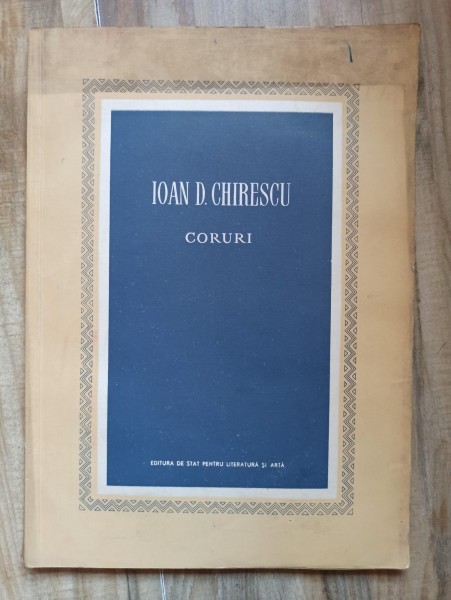 IOAN D. CHIRESCU
CORURI
EDITURA DE STAT PENTRU LITERATURĂ ȘI ARTĂ